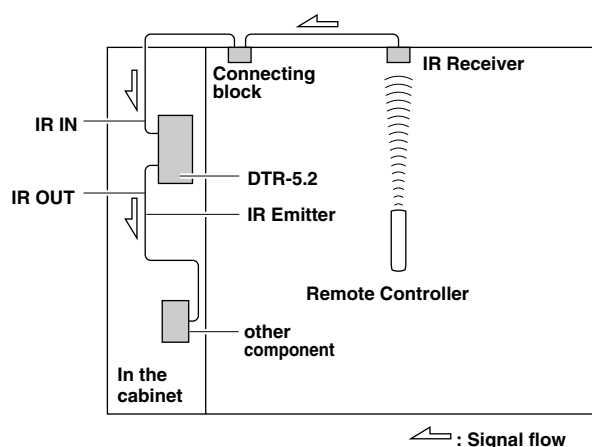 Connecting
block
IR Receiver
IR IN
DTR-5.2
IR OUT
IR Emitter
Remote Controller
other
component
In the
cabinet
: Signal flow